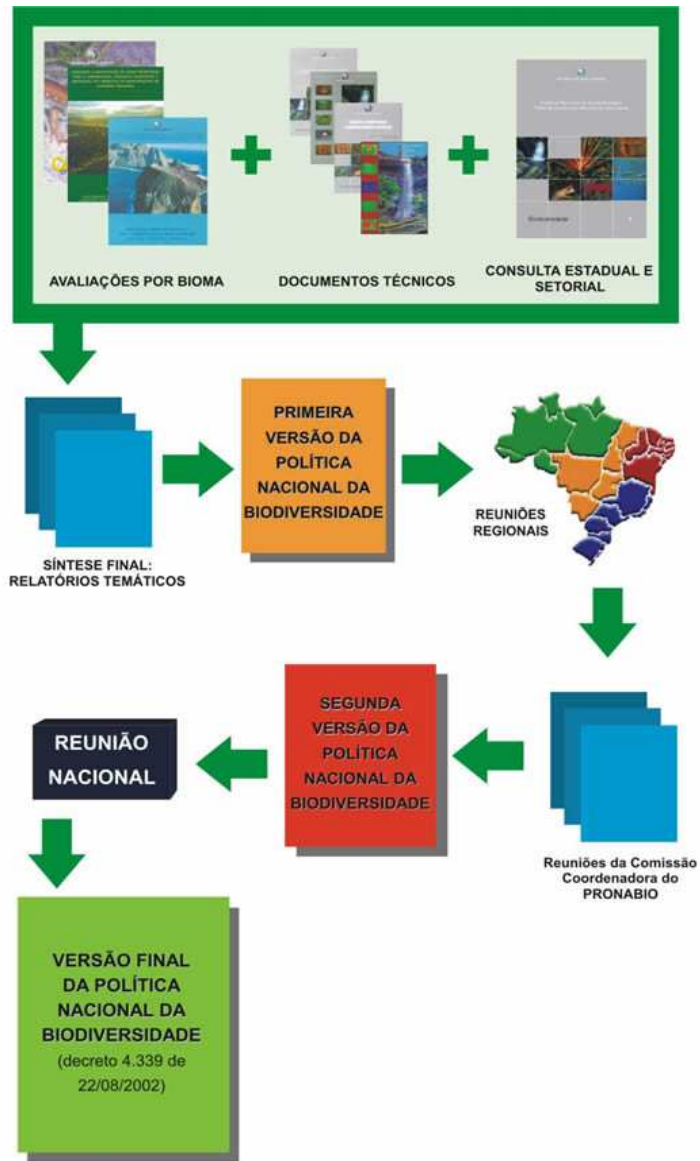 AVALIAÇÕES POR BIOMA
DOCUMENTOS TÉCNICOS
CONSULTA ESTADUAL E
SETORIAL
SÍNTESE FINAL:
RELATÓRIOS TEMÁTICOS
PRIMEIRA
VERSÃO DA
POLÍTICA
NACIONAL DA
BIODIVERSIDADE
REUNIÕES
REGIONAIS
Reuniões da Comissão
Coordenadora do
PRONABIO
SEGUNDA
VERSÃO DA
POLÍTICA
NACIONAL DA
BIODIVERSIDADE
REUNIÃO
NACIONAL
VERSÃO FINAL
DA POLÍTICA
NACIONAL DA
BIODIVERSIDADE
(decreto 4.339 de
22/08/2002)